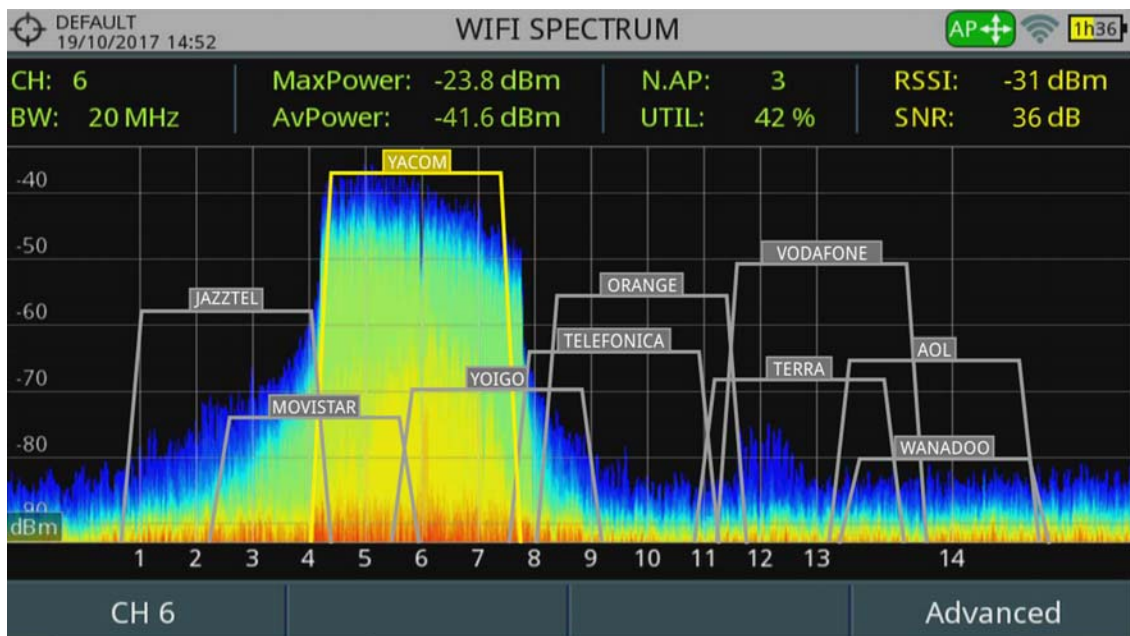 DEFAULT
19/10/2017 14:52
WIFI SPECTRUM
AP
1h36
CH: 6
MaxPower: -23.8 dBm
N.AP: 3
RSSI: -31 dBm
BW: 20 MHz
AvPower: -41.6 dBm
UTIL: 42 %
SNR: 36 dB
YACOM
-40
-50
VODAFONE
ORANGE
JAZZTEL
-60
TELEFONICA
AOL
TERRA
-70
YOIGO
MOVISTAR
-80
WANADOO
-90
dBm
1 2 3 4 5 6 7 8 9 10 11 12 13 14
CH 6
Advanced